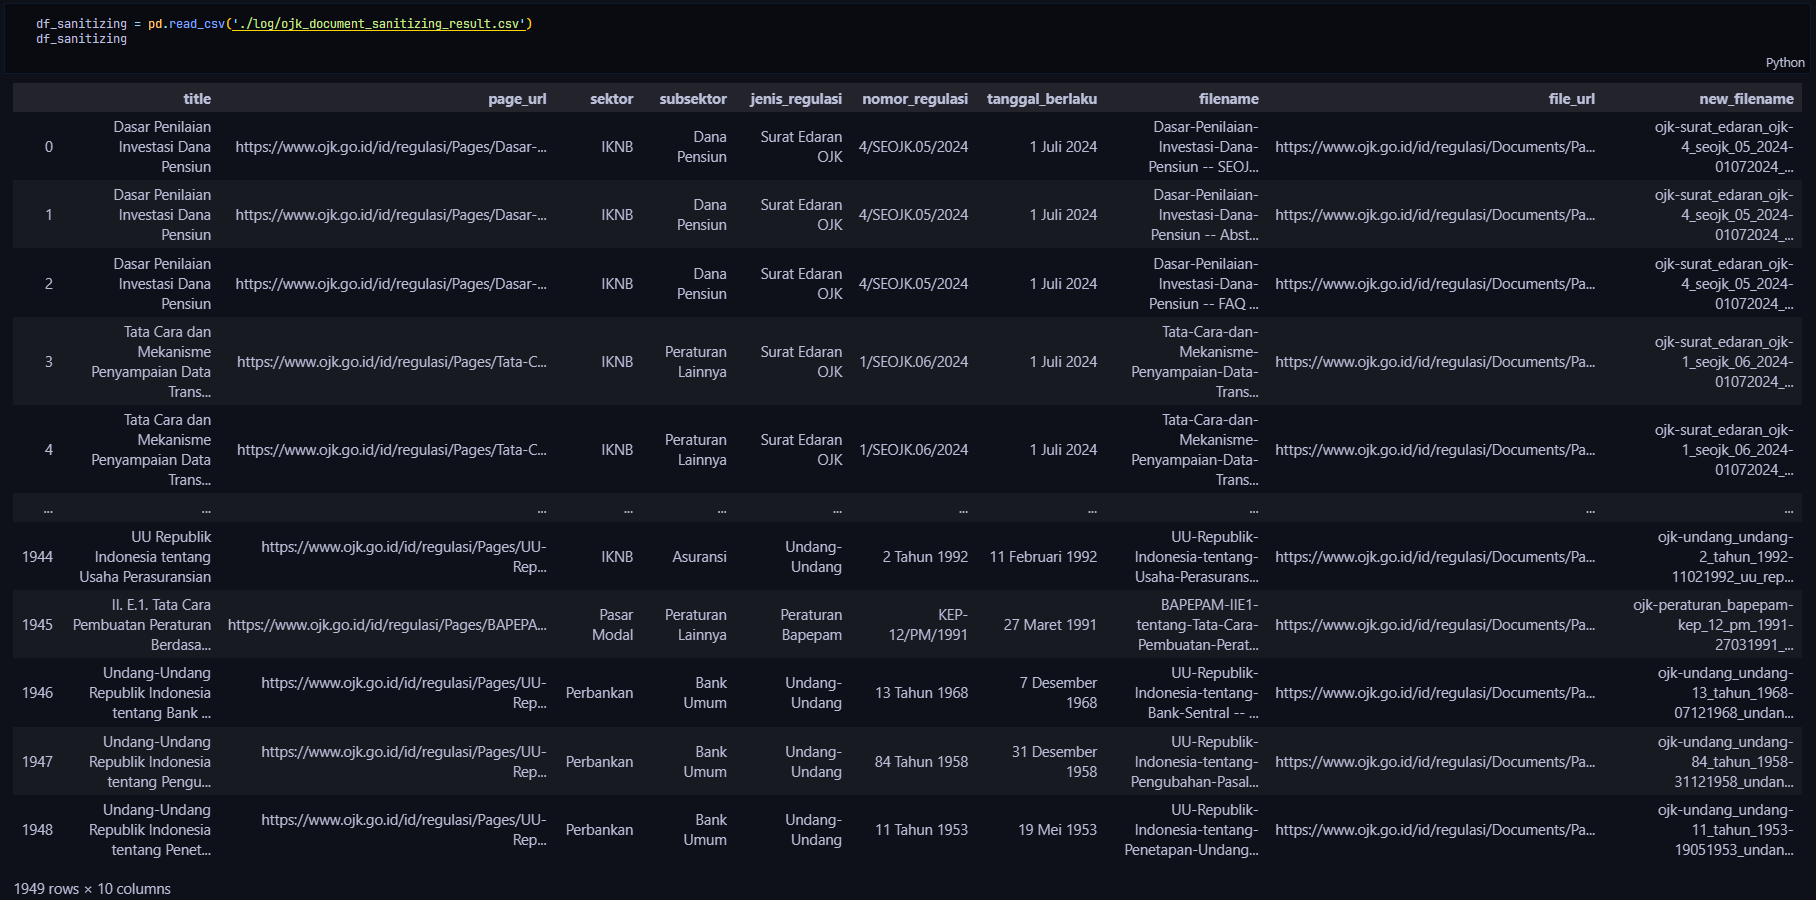 df_sanitizing = pd.read_csv('./log/ojk_document_sanitizing_result.csv')
df_sanitizing
Python
title page_url sektor subsektor jenis_regulasi nomor_regulasi tanggal_berlaku filename file_url new_filename
0 Dasar Penilaian Investasi Dana Pensiun https://www.ojk.go.id/id/regulasi/Pages/Dasar-... IKNB Dana Pensiun Surat Edaran OJK 4/SEOJK.05/2024 1 Juli 2024 Dasar-Penilaian-Investasi-Dana-Pensiun -- SEOJ... https://www.ojk.go.id/id/regulasi/Documents/Pa... ojk-surat_edaran_ojk-4_seojk_05_2024-01072024_...
1 Dasar Penilaian Investasi Dana Pensiun https://www.ojk.go.id/id/regulasi/Pages/Dasar-... IKNB Dana Pensiun Surat Edaran OJK 4/SEOJK.05/2024 1 Juli 2024 Dasar-Penilaian-Investasi-Dana-Pensiun -- Abst... https://www.ojk.go.id/id/regulasi/Documents/Pa... ojk-surat_edaran_ojk-4_seojk_05_2024-01072024_...
2 Dasar Penilaian Investasi Dana Pensiun https://www.ojk.go.id/id/regulasi/Pages/Dasar-... IKNB Dana Pensiun Surat Edaran OJK 4/SEOJK.05/2024 1 Juli 2024 Dasar-Penilaian-Investasi-Dana-Pensiun -- FAQ ... https://www.ojk.go.id/id/regulasi/Documents/Pa... ojk-surat_edaran_ojk-4_seojk_05_2024-01072024_...
3 Tata Cara dan Mekanisme Penyampaian Data Trans... https://www.ojk.go.id/id/regulasi/Pages/Tata-C... IKNB Peraturan Lainnya Surat Edaran OJK 1/SEOJK.06/2024 1 Juli 2024 Tata-Cara-dan-Mekanisme-Penyampaian-Data-Trans... https://www.ojk.go.id/id/regulasi/Documents/Pa... ojk-surat_edaran_ojk-1_seojk_06_2024-01072024_...
4 Tata Cara dan Mekanisme Penyampaian Data Trans... https://www.ojk.go.id/id/regulasi/Pages/Tata-C... IKNB Peraturan Lainnya Surat Edaran OJK 1/SEOJK.06/2024 1 Juli 2024 Tata-Cara-dan-Mekanisme-Penyampaian-Data-Trans... https://www.ojk.go.id/id/regulasi/Documents/Pa... ojk-surat_edaran_ojk-1_seojk_06_2024-01072024_...
... ... ... ... ... ... ... ... ... ... ...
1944 UU Republik Indonesia tentang Usaha Perasuransian https://www.ojk.go.id/id/regulasi/Pages/UU-Rep... IKNB Asuransi Undang-Undang 2 Tahun 1992 11 Februari 1992 UU-Republik-Indonesia-tentang-Usaha-Perasurans... https://www.ojk.go.id/id/regulasi/Documents/Pa... ojk-undang_undang-2_tahun_1992-11021992_uu_rep...
1945 II. E.1. Tata Cara Pembuatan Peraturan Berdasa... https://www.ojk.go.id/id/regulasi/Pages/BAPEPA... Pasar Modal Peraturan Lainnya Peraturan Bapepam KEP-12/PM/1991 27 Maret 1991 BAPEPAM-IIE1-tentang-Tata-Cara-Pembuatan-Perat... https://www.ojk.go.id/id/regulasi/Documents/Pa... ojk-peraturan_bapepam-kep_12_pm_1991-27031991_...
1946 Undang-Undang Republik Indonesia tentang Bank ... https://www.ojk.go.id/id/regulasi/Pages/UU-Rep... Perbankan Bank Umum Undang-Undang 13 Tahun 1968 7 Desember 1968 UU-Republik-Indonesia-tentang-Bank-Sentral -- ... https://www.ojk.go.id/id/regulasi/Documents/Pa... ojk-undang_undang-13_tahun_1968-07121968_undan...
1947 Undang-Undang Republik Indonesia tentang Pengu... https://www.ojk.go.id/id/regulasi/Pages/UU-Rep... Perbankan Bank Umum Undang-Undang 84 Tahun 1958 31 Desember 1958 UU-Republik-Indonesia-tentang-Pengubahan-Pasal... https://www.ojk.go.id/id/regulasi/Documents/Pa... ojk-undang_undang-84_tahun_1958-31121958_undan...
1948 Undang-Undang Republik Indonesia tentang Penet... https://www.ojk.go.id/id/regulasi/Pages/UU-Rep... Perbankan Bank Umum Undang-Undang 11 Tahun 1953 19 Mei 1953 UU-Republik-Indonesia-tentang-Penetapan-Undang... https://www.ojk.go.id/id/regulasi/Documents/Pa... ojk-undang_undang-11_tahun_1953-19051953_undan...
1949 rows × 10 columns